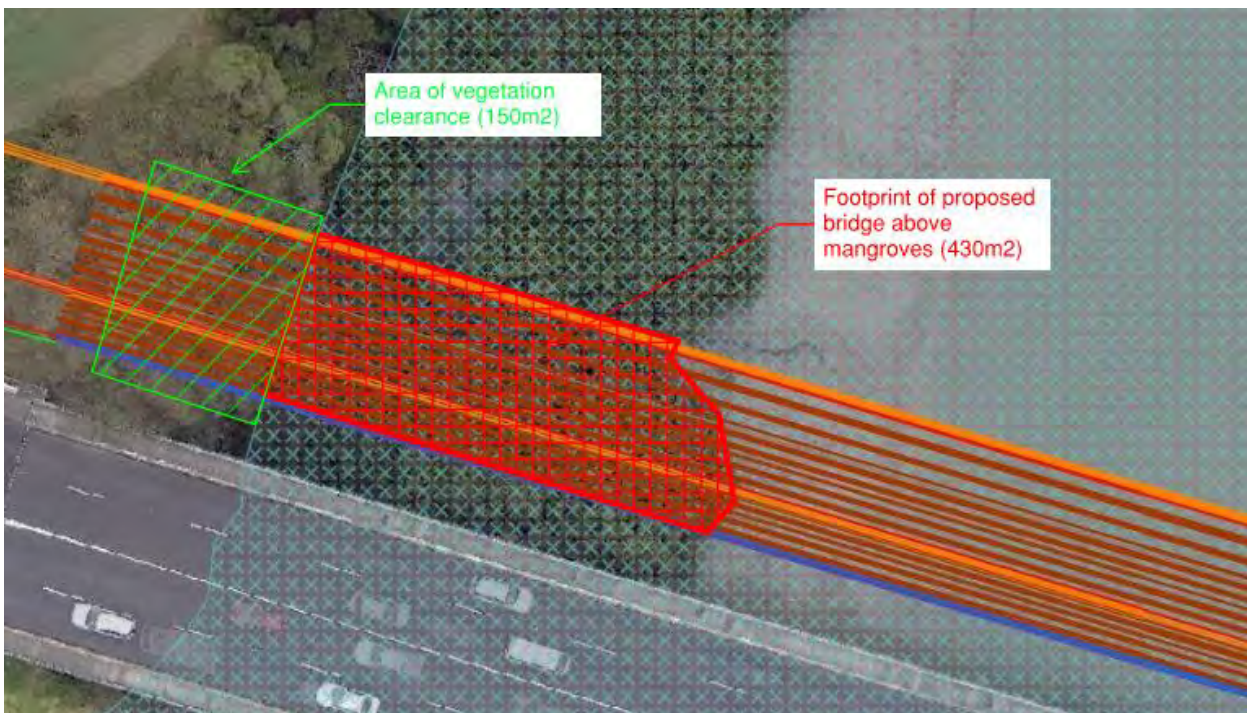 Area of vegetation
clearance (150m2)
Footprint of proposed
bridge above
mangroves (430m2)